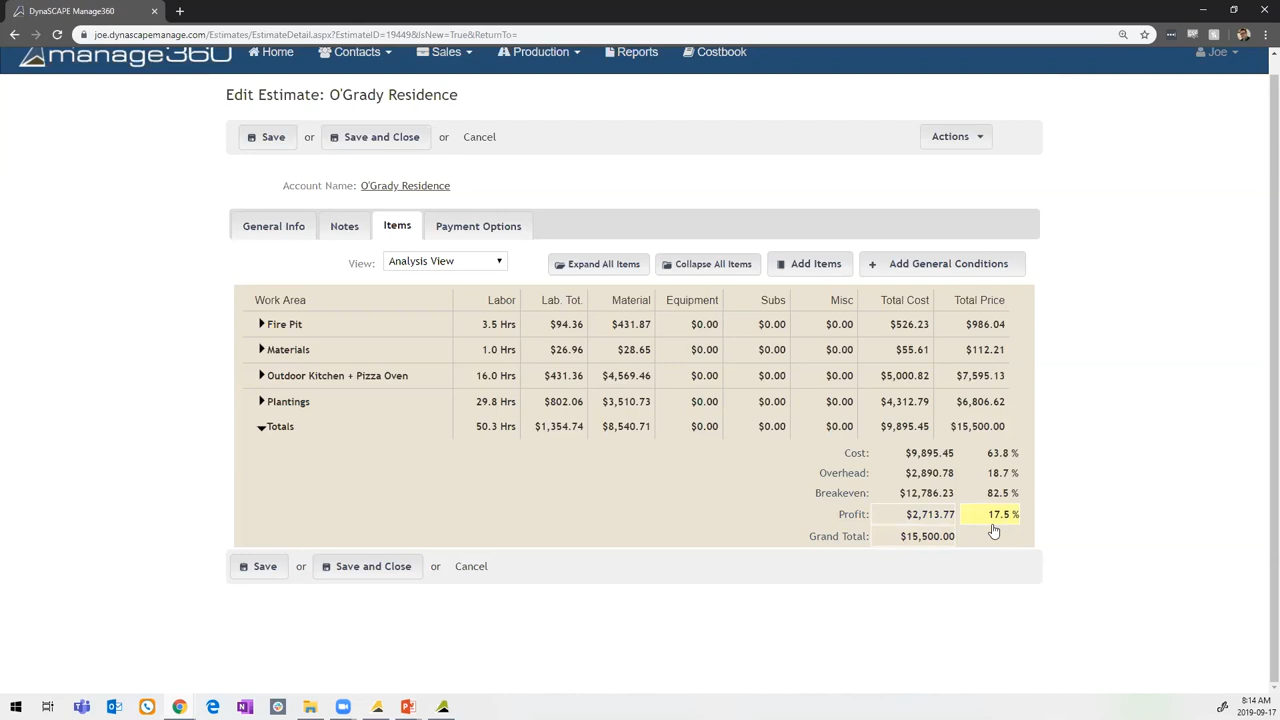 DynaSCAPE Manage360
joe.dynascapemanage.com/Estimates/EstimateDetail.aspx?EstimateID=19449&IsNew=True&ReturnTo=
manage360 Home Contacts Sales Production Reports Costbook Joe
Edit Estimate: O'Grady Residence
Save or Save and Close or Cancel Actions
Account Name: O'Grady Residence
General Info Notes Items Payment Options
View: Analysis View Expand All Items Collapse All Items Add Items + Add General Conditions
Work Area Labor Lab. Tot. Material Equipment Subs Misc Total Cost Total Price
Fire Pit 3.5 Hrs $94.36 $431.87 $0.00 $0.00 $0.00 $526.23 $986.04
Materials 1.0 Hrs $26.96 $28.65 $0.00 $0.00 $0.00 $55.61 $112.21
Outdoor Kitchen + Pizza Oven 16.0 Hrs $431.36 $4,569.46 $0.00 $0.00 $0.00 $5,000.82 $7,595.13
Plantings 29.8 Hrs $802.06 $3,510.73 $0.00 $0.00 $0.00 $4,312.79 $6,806.62
Totals 50.3 Hrs $1,354.74 $8,540.71 $0.00 $0.00 $0.00 $9,895.45 $15,500.00
Cost: $9,895.45 63.8 %
Overhead: $2,890.78 18.7 %
Breakeven: $12,786.23 82.5 %
Profit: $2,713.77 17.5 %
Grand Total: $15,500.00
Save or Save and Close or Cancel
8:14 AM
2019-09-17